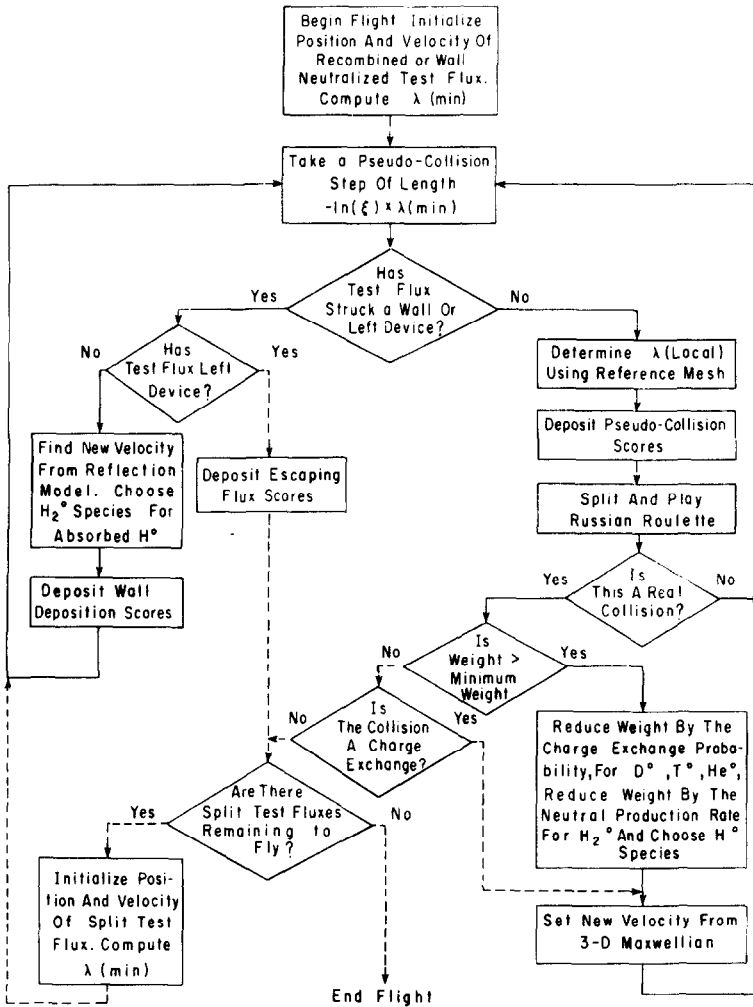 Begin Flight Initialize
Position And Velocity Of
Recombined or Wall
Neutralized Test Flux.
Compute λ (min)
Take a Pseudo-Collision
Step Of Length
-ln(ξ) x λ(min)
Has
Test Flux
Struck a Wall Or
Left Device?
Yes
No
Has
Test Flux Left
Device?
No
Yes
Determine λ(Local)
Using Reference Mesh
Find New Velocity
From Reflection
Model. Choose
H₂° Species For
Absorbed H°
Deposit Escaping
Flux Scores
Deposit Pseudo-Collision
Scores
Split And Play
Russian Roulette
Deposit Wall
Deposition Scores
Is
This A Real
Collision?
Yes
No
Is
Weight >
Minimum
Weight
No
Yes
Is
The Collision
A Charge
Exchange?
No
Yes
Reduce Weight By The
Charge Exchange Proba-
bility, For D°, T°, He°,
Reduce Weight By The
Neutral Production Rate
For H₂° And Choose H°
Species
Are There
Split Test Fluxes
Remaining to
Fly?
Yes
No
Initialize Posi-
tion And Velocity
Of Split Test
Flux. Compute
λ (min)
Set New Velocity From
3-D Maxwellian
End Flight